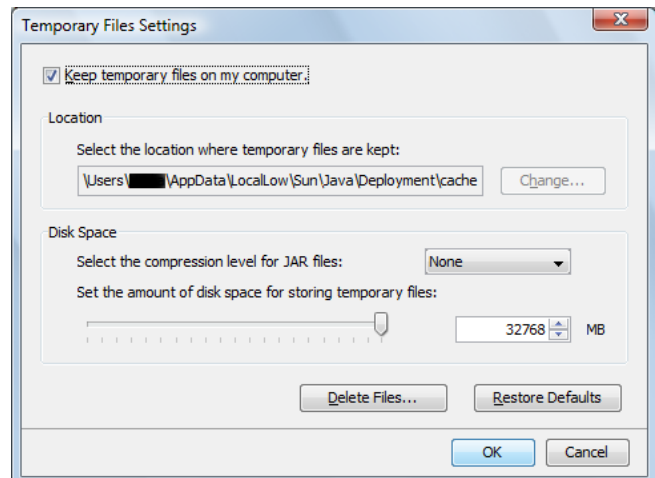 Temporary Files Settings
Keep temporary files on my computer.
Location
Select the location where temporary files are kept:
\Users\ \AppData\LocalLow\Sun\Java\Deployment\cache
Change...
Disk Space
Select the compression level for JAR files:
None
Set the amount of disk space for storing temporary files:
32768 MB
Delete Files...
Restore Defaults
OK
Cancel